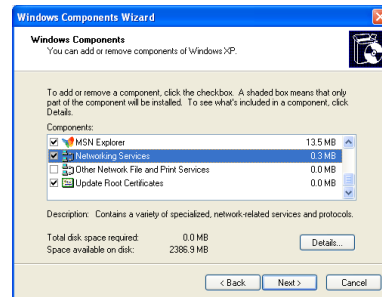 Windows Components Wizard
Windows Components
You can add or remove components of Windows XP.
To add or remove a component, click the checkbox. A shaded box means that only
part of the component will be installed. To see what's included in a component, click
Details.
Components:
MSN Explorer 13.5 MB
Networking Services 0.3 MB
Other Network File and Print Services 0.0 MB
Update Root Certificates 0.0 MB
Description: Contains a variety of specialized, network-related services and protocols.
Total disk space required: 0.0 MB
Space available on disk: 2386.9 MB
Details...
< Back Next > Cancel